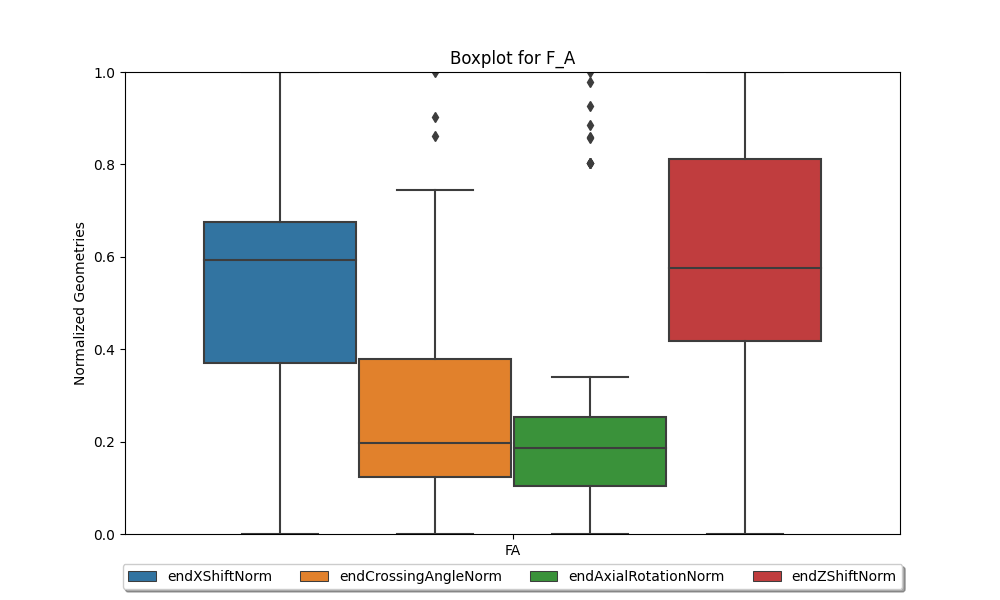 Boxplot for F_A
Normalized Geometries
1.0
0.8
0.6
0.4
0.2
0.0
FA
endXShiftNorm endCrossingAngleNorm endAxialRotationNorm endZShiftNorm